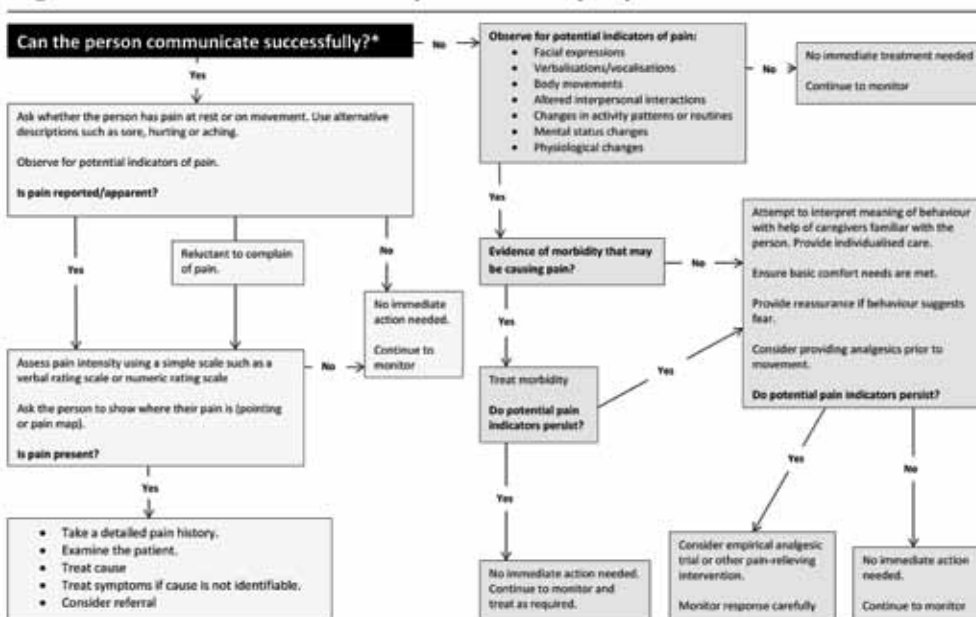 Can the person communicate successfully?*
No
Observe for potential indicators of pain:
• Facial expressions
• Verbalisations/vocalisations
• Body movements
• Altered interpersonal interactions
• Changes in activity patterns or routines
• Mental status changes
• Physiological changes
No
No immediate treatment needed
Continue to monitor
Yes
Ask whether the person has pain at rest or on movement. Use alternative
descriptions such as sore, hurting or aching.
Observe for potential indicators of pain.
Is pain reported/apparent?
Yes
Reluctant to complain
of pain.
No
No immediate
action needed.
Continue to
monitor
Assess pain intensity using a simple scale such as a
verbal rating scale or numeric rating scale
Ask the person to show where their pain is (pointing
or pain map).
Is pain present?
No
Yes
• Take a detailed pain history.
• Examine the patient.
• Treat cause
• Treat symptoms if cause is not identifiable.
• Consider referral
Yes
Evidence of morbidity that may
be causing pain?
No
Yes
Treat morbidity
Do potential pain
indicators persist?
Yes
Yes
No immediate action needed.
Continue to monitor and
treat as required.
Attempt to interpret meaning of behaviour
with help of caregivers familiar with the
person. Provide individualised care.
Ensure basic comfort needs are met.
Provide reassurance if behaviour suggests
fear.
Consider providing analgesics prior to
movement.
Do potential pain indicators persist?
Yes
No
Consider empirical analgesic
trial or other pain-relieving
intervention.
Monitor response carefully
No immediate action
needed.
Continue to monitor